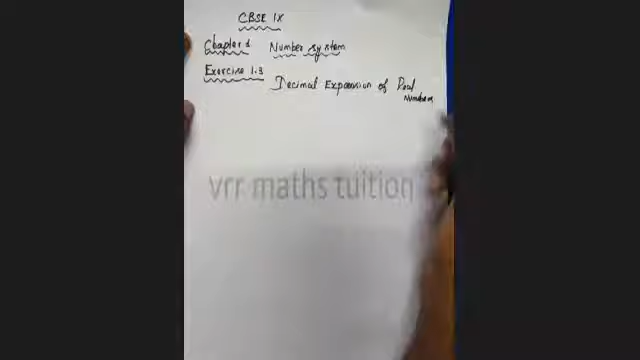 CBSE IX
Chapter 1 Number system
Exercise 1.3
Decimal Expansion of Real
Numbers
vrr maths tuition